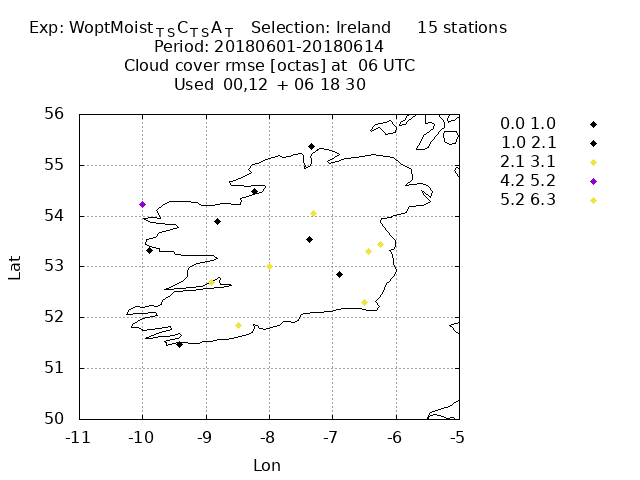 Exp: WoptMoist TS C TS A T Selection: Ireland 15 stations
Period: 20180601-20180614
Cloud cover rmse [octas] at 06 UTC
Used 00,12 + 06 18 30
0.0 1.0
1.0 2.1
2.1 3.1
4.2 5.2
5.2 6.3
56
55
54
53
52
51
50
Lat
-11 -10 -9 -8 -7 -6 -5
Lon